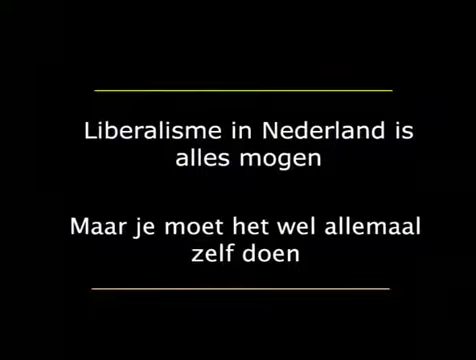 Liberalisme in Nederland is
alles mogen
Maar je moet het wel allemaal
zelf doen